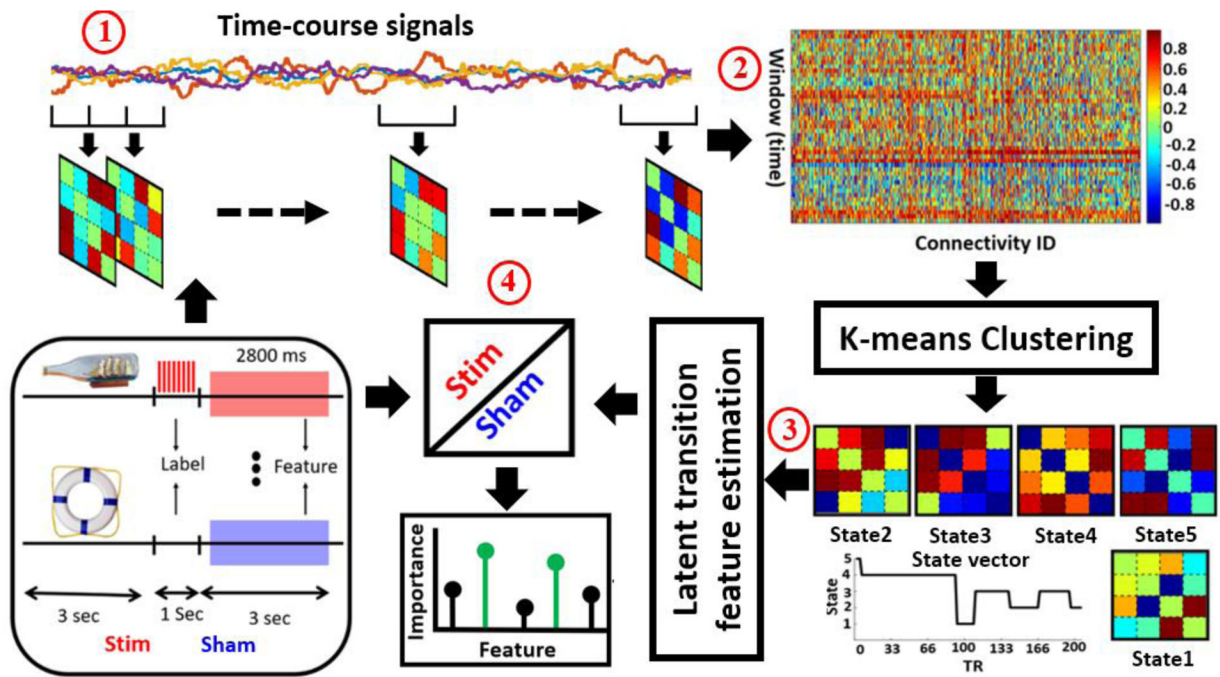 1
Time-course signals
2
Window (time)
0.8
0.6
0.4
0.2
0
-0.2
-0.4
-0.6
-0.8
Connectivity ID
4
K-means Clustering
2800 ms
Label
Feature
3 sec
1 Sec
3 sec
Stim
Sham
Stim
Sham
Importance
Feature
Latent transition
feature estimation
3
State2
State3
State4
State5
State vector
State
5
4
3
2
1
0
33
66
100
133
166
200
TR
State1